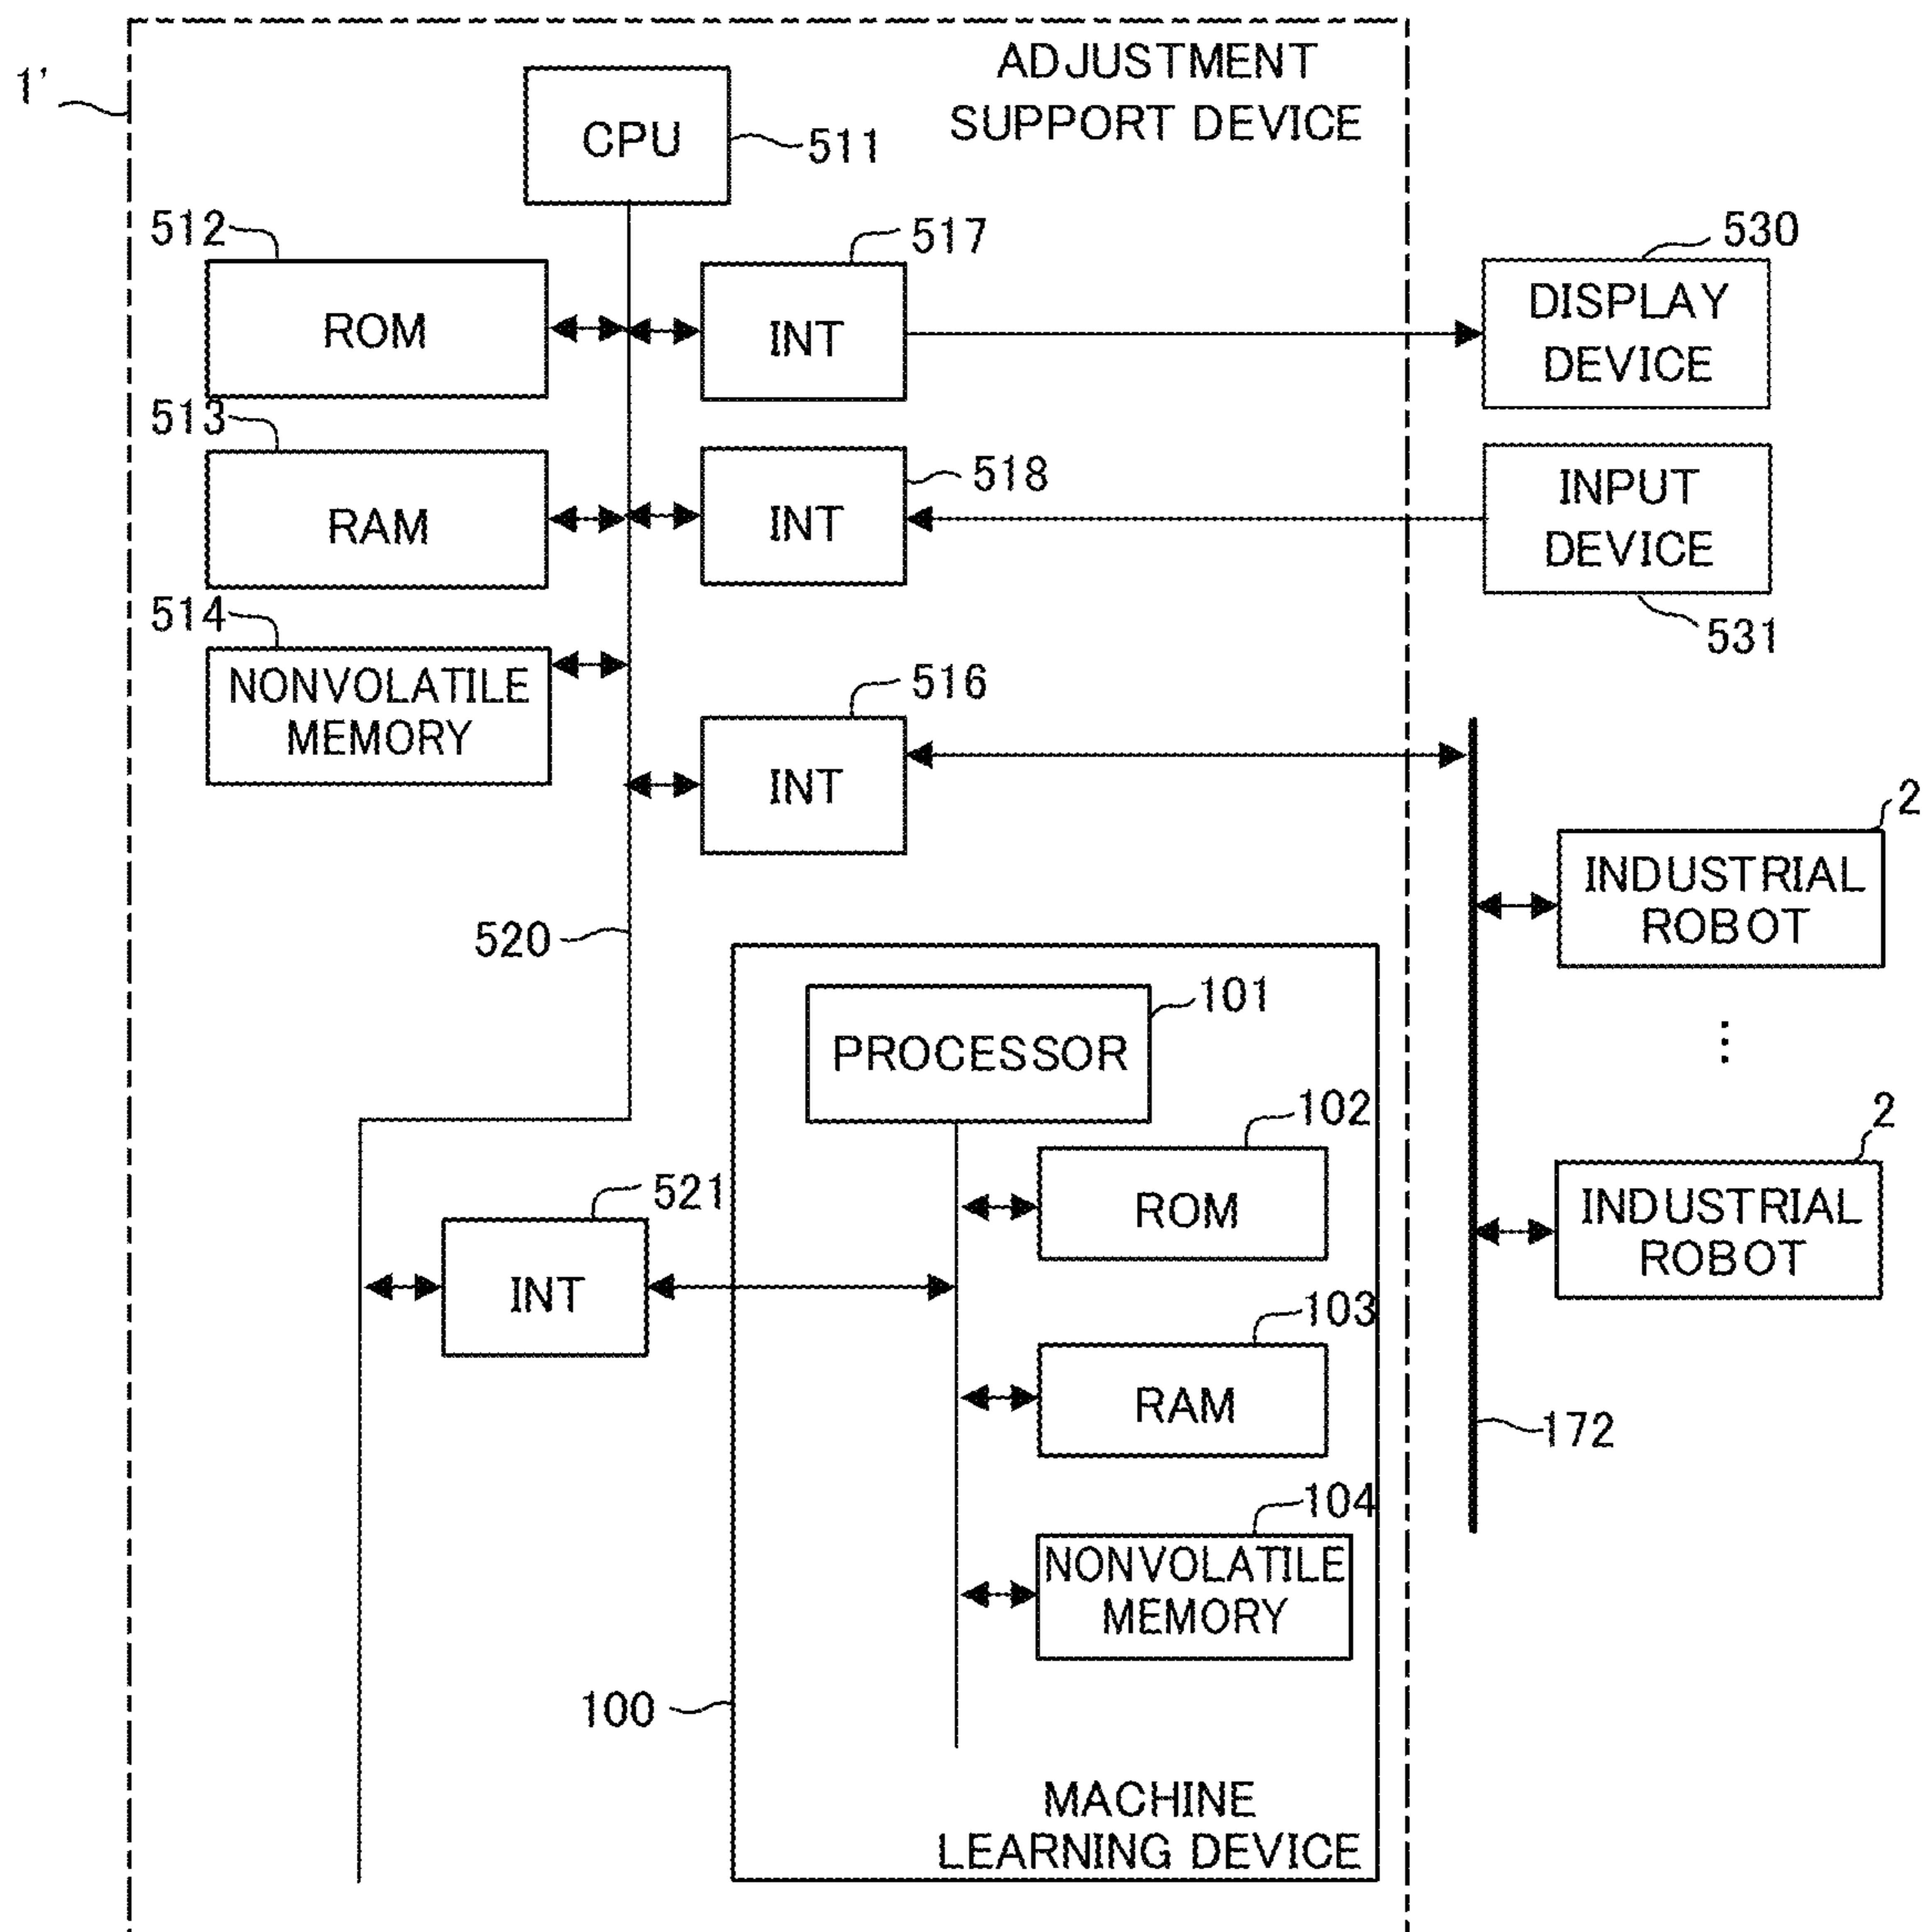 1'
ADJUSTMENT
SUPPORT DEVICE
CPU
511
512
ROM
517
INT
530
DISPLAY
DEVICE
513
RAM
518
INT
INPUT
DEVICE
531
514
NONVOLATILE
MEMORY
516
INT
2
INDUSTRIAL
ROBOT
520
101
PROCESSOR
⋮
102
ROM
2
INDUSTRIAL
ROBOT
521
INT
103
RAM
172
104
NONVOLATILE
MEMORY
100
MACHINE
LEARNING DEVICE